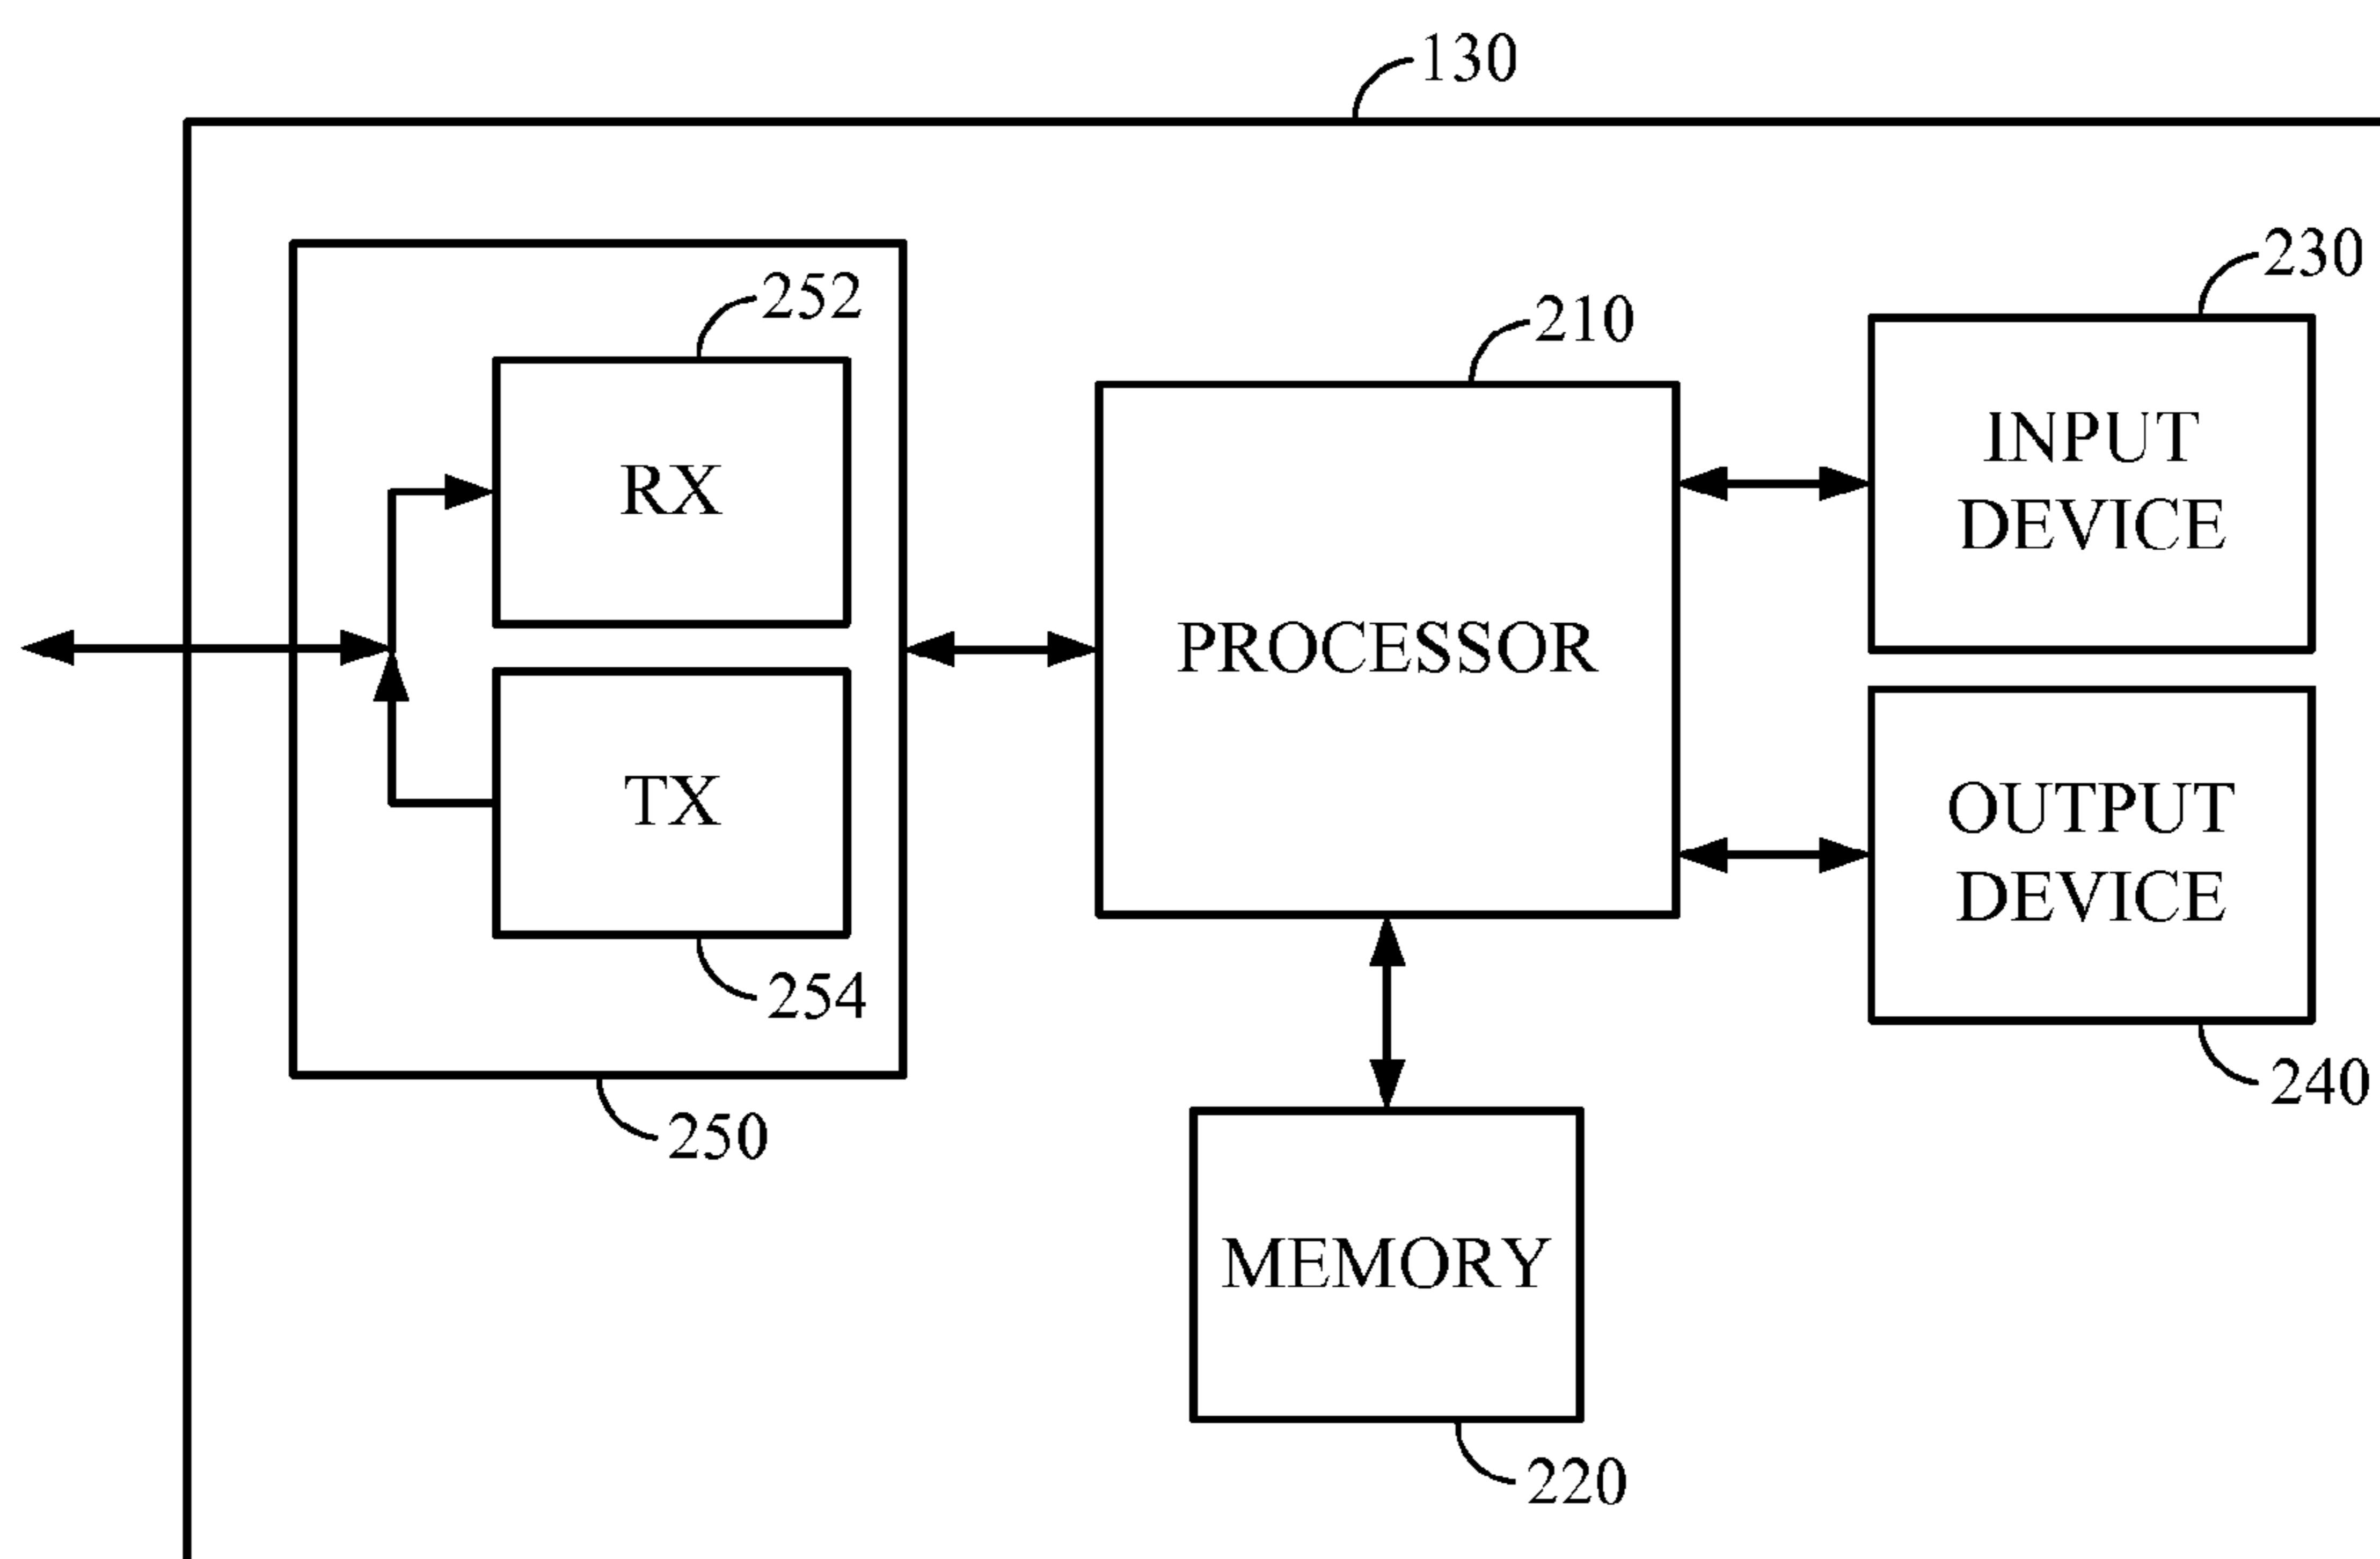 130
230
252
210
INPUT
DEVICE
RX
PROCESSOR
TX
OUTPUT
DEVICE
254
240
250
MEMORY
220